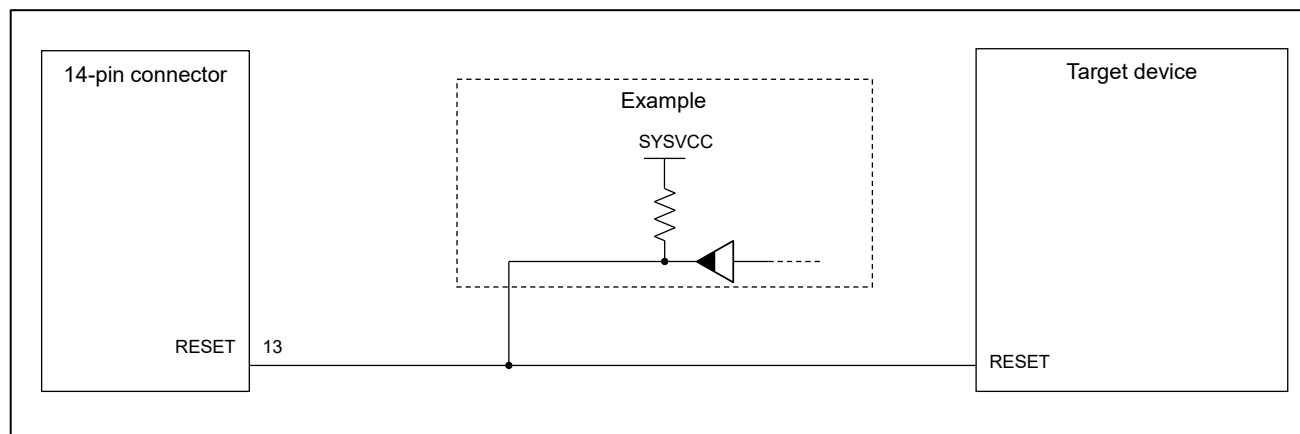 14-pin connector
Example
SYSVCC
Target device
RESET 13
RESET